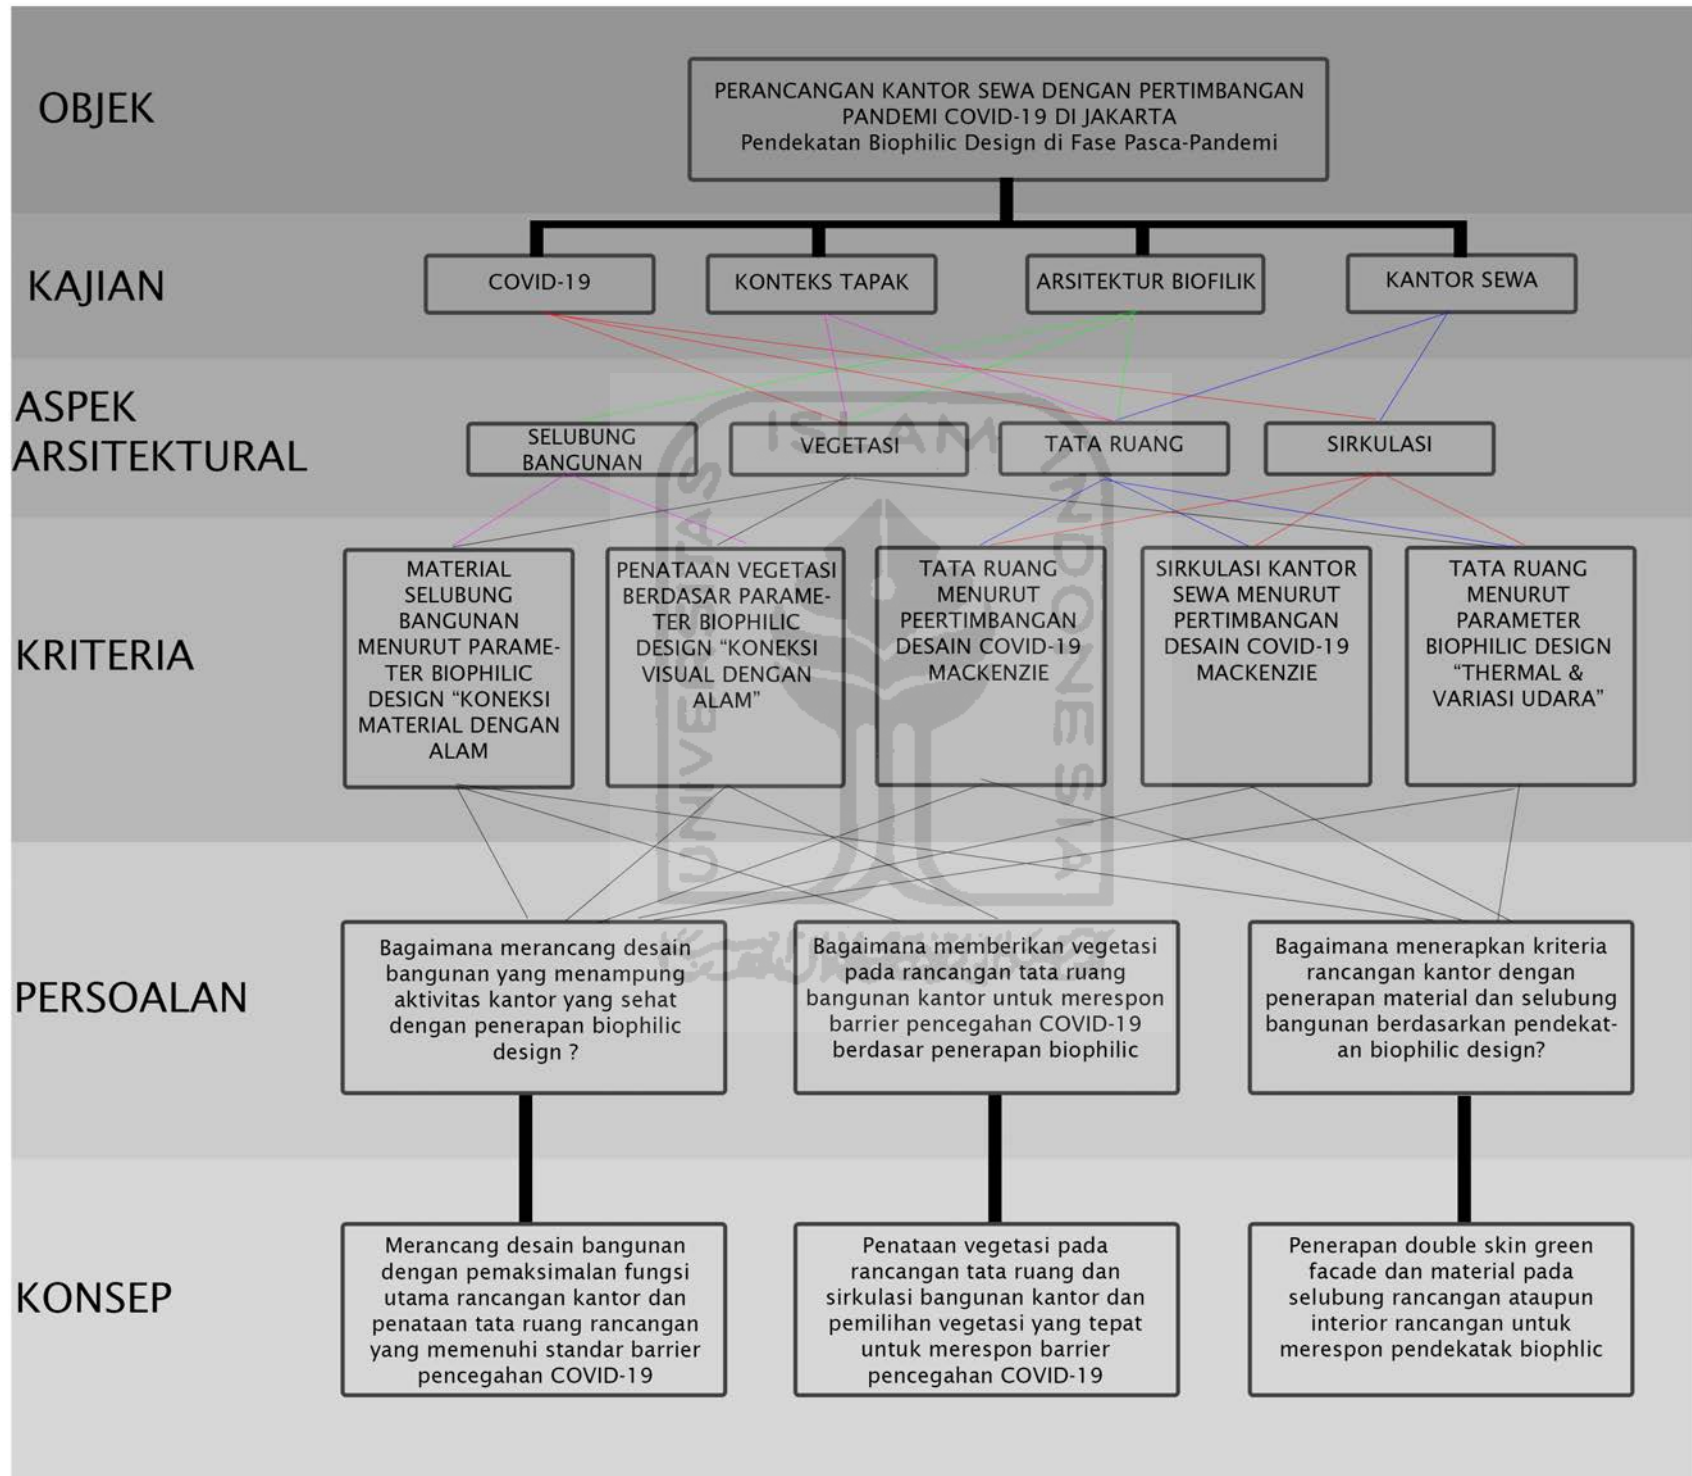 OBJEK
PERANCANGAN KANTOR SEWA DENGAN PERTIMBANGAN
PANDEMI COVID-19 DI JAKARTA
Pendekatan Biophilic Design di Fase Pasca-Pandemi
KAJIAN
COVID-19
KONTEKS TAPAK
ARSITEKTUR BIOFILIK
KANTOR SEWA
ASPEK
ARSITEKTURAL
SELUBUNG
BANGUNAN
VEGETASI
TATA RUANG
SIRKULASI
KRITERIA
MATERIAL
SELUBUNG
BANGUNAN
MENURUT PARAME-
TER BIOPHILIC
DESIGN “KONEKSI
MATERIAL DENGAN
ALAM
PENATAAN VEGETASI
BERDASAR PARAME-
TER BIOPHILIC
DESIGN “KONEKSI
VISUAL DENGAN
ALAM”
TATA RUANG
MENURUT
PEERTIMBANGAN
DESAIN COVID-19
MACKENZIE
SIRKULASI KANTOR
SEWA MENURUT
PERTIMBANGAN
DESAIN COVID-19
MACKENZIE
TATA RUANG
MENURUT
PARAMETER
BIOPHILIC DESIGN
“THERMAL &
VARIASI UDARA”
PERSOALAN
Bagaimana merancang desain
bangunan yang menampung
aktivitas kantor yang sehat
dengan penerapan biophilic
design ?
Bagaimana memberikan vegetasi
pada rancangan tata ruang
bangunan kantor untuk merespon
barrier pencegahan COVID-19
berdasar penerapan biophilic
Bagaimana menerapkan kriteria
rancangan kantor dengan
penerapan material dan selubung
bangunan berdasarkan pendekat-
an biophilic design?
KONSEP
Merancang desain bangunan
dengan pemaksimalan fungsi
utama rancangan kantor dan
penataan tata ruang rancangan
yang memenuhi standar barrier
pencegahan COVID-19
Penataan vegetasi pada
rancangan tata ruang dan
sirkulasi bangunan kantor dan
pemilihan vegetasi yang tepat
untuk merespon barrier
pencegahan COVID-19
Penerapan double skin green
facade dan material pada
selubung rancangan ataupun
interior rancangan untuk
merespon pendekatak biophlic
UNIVERSITAS
ISLAM
INDONESIA